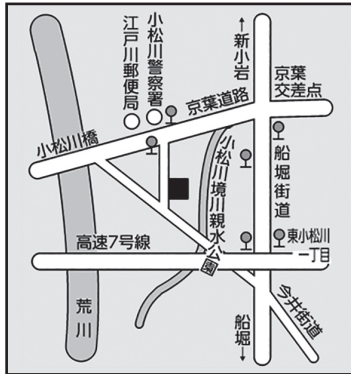 江戸川郵便局
小松川警察署
↑新小岩
京葉
交差点
京葉道路
小松川橋
船堀街道
小松川境川親水公園
東小松川
一丁目
高速7号線
今井街道
荒川
船堀↓